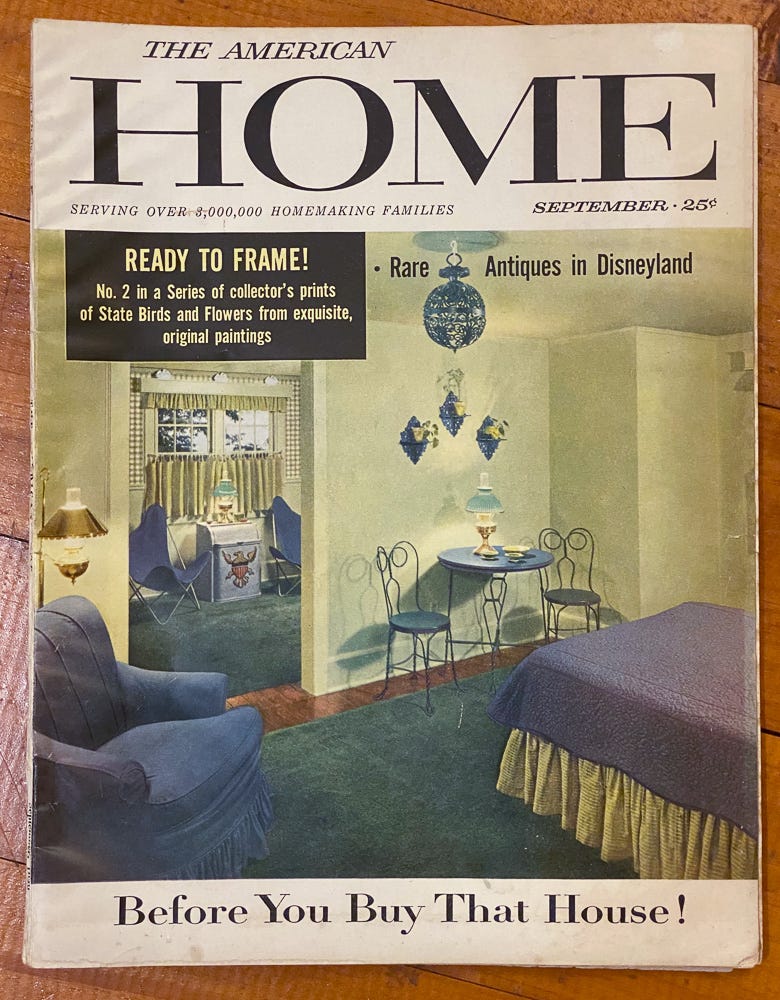 THE AMERICAN
HOME
SERVING OVER 3,000,000 HOMEMAKING FAMILIES
SEPTEMBER · 25¢
READY TO FRAME!
No. 2 in a Series of collector's prints
of State Birds and Flowers from exquisite,
original paintings
• Rare Antiques in Disneyland
Before You Buy That House!